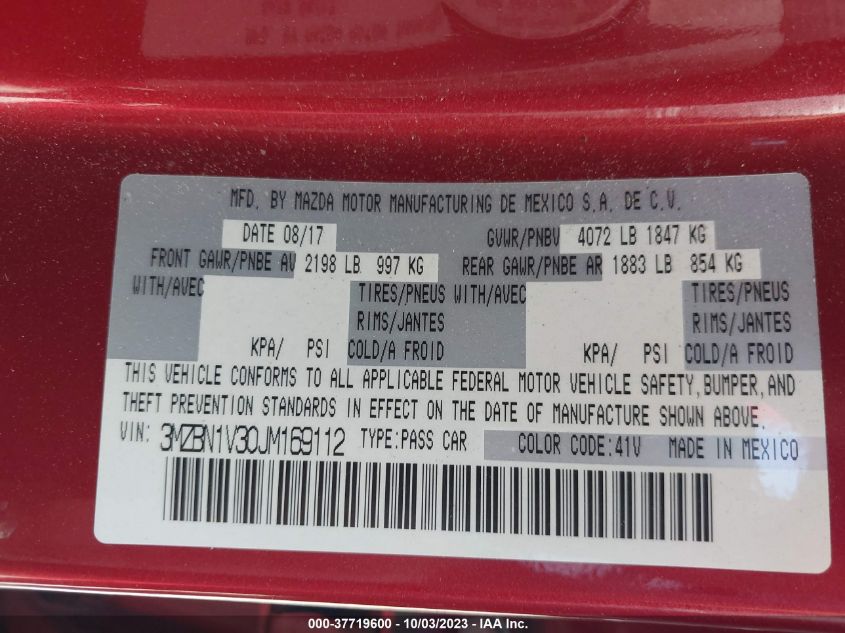 MFD. BY MAZDA MOTOR MANUFACTURING DE MEXICO S.A. DE C.V.
DATE 08/17 GVWR/PNBV 4072 LB 1847 KG
FRONT GAWR/PNBE AV 2198 LB 997 KG REAR GAWR/PNBE AR 1883 LB 854 KG
WITH/AVEC TIRES/PNEUS WITH/AVEC TIRES/PNEUS
RIMS/JANTES RIMS/JANTES
KPA/ PSI COLD/A FROID KPA/ PSI COLD/A FROID
THIS VEHICLE CONFORMS TO ALL APPLICABLE FEDERAL MOTOR VEHICLE SAFETY, BUMPER, AND
THEFT PREVENTION STANDARDS IN EFFECT ON THE DATE OF MANUFACTURE SHOWN ABOVE.
VIN: 3MZBN1V30JM169112 TYPE:PASS CAR COLOR CODE:41V MADE IN MEXICO
000-37719600 - 10/03/2023.